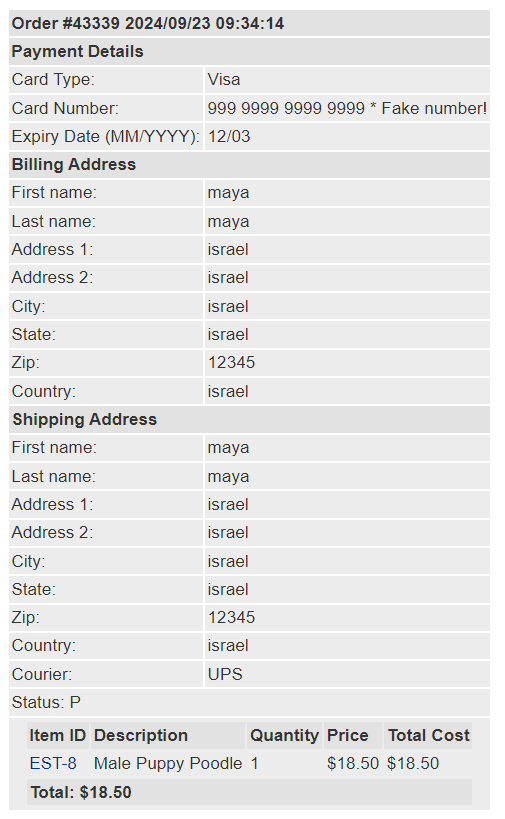 Order #43339 2024/09/23 09:34:14
Payment Details
Card Type: Visa
Card Number: 999 9999 9999 9999 * Fake number!
Expiry Date (MM/YYYY): 12/03
Billing Address
First name: maya
Last name: maya
Address 1: israel
Address 2: israel
City: israel
State: israel
Zip: 12345
Country: israel
Shipping Address
First name: maya
Last name: maya
Address 1: israel
Address 2: israel
City: israel
State: israel
Zip: 12345
Country: israel
Courier: UPS
Status: P
Item ID Description Quantity Price Total Cost
EST-8 Male Puppy Poodle 1 $18.50 $18.50
Total: $18.50